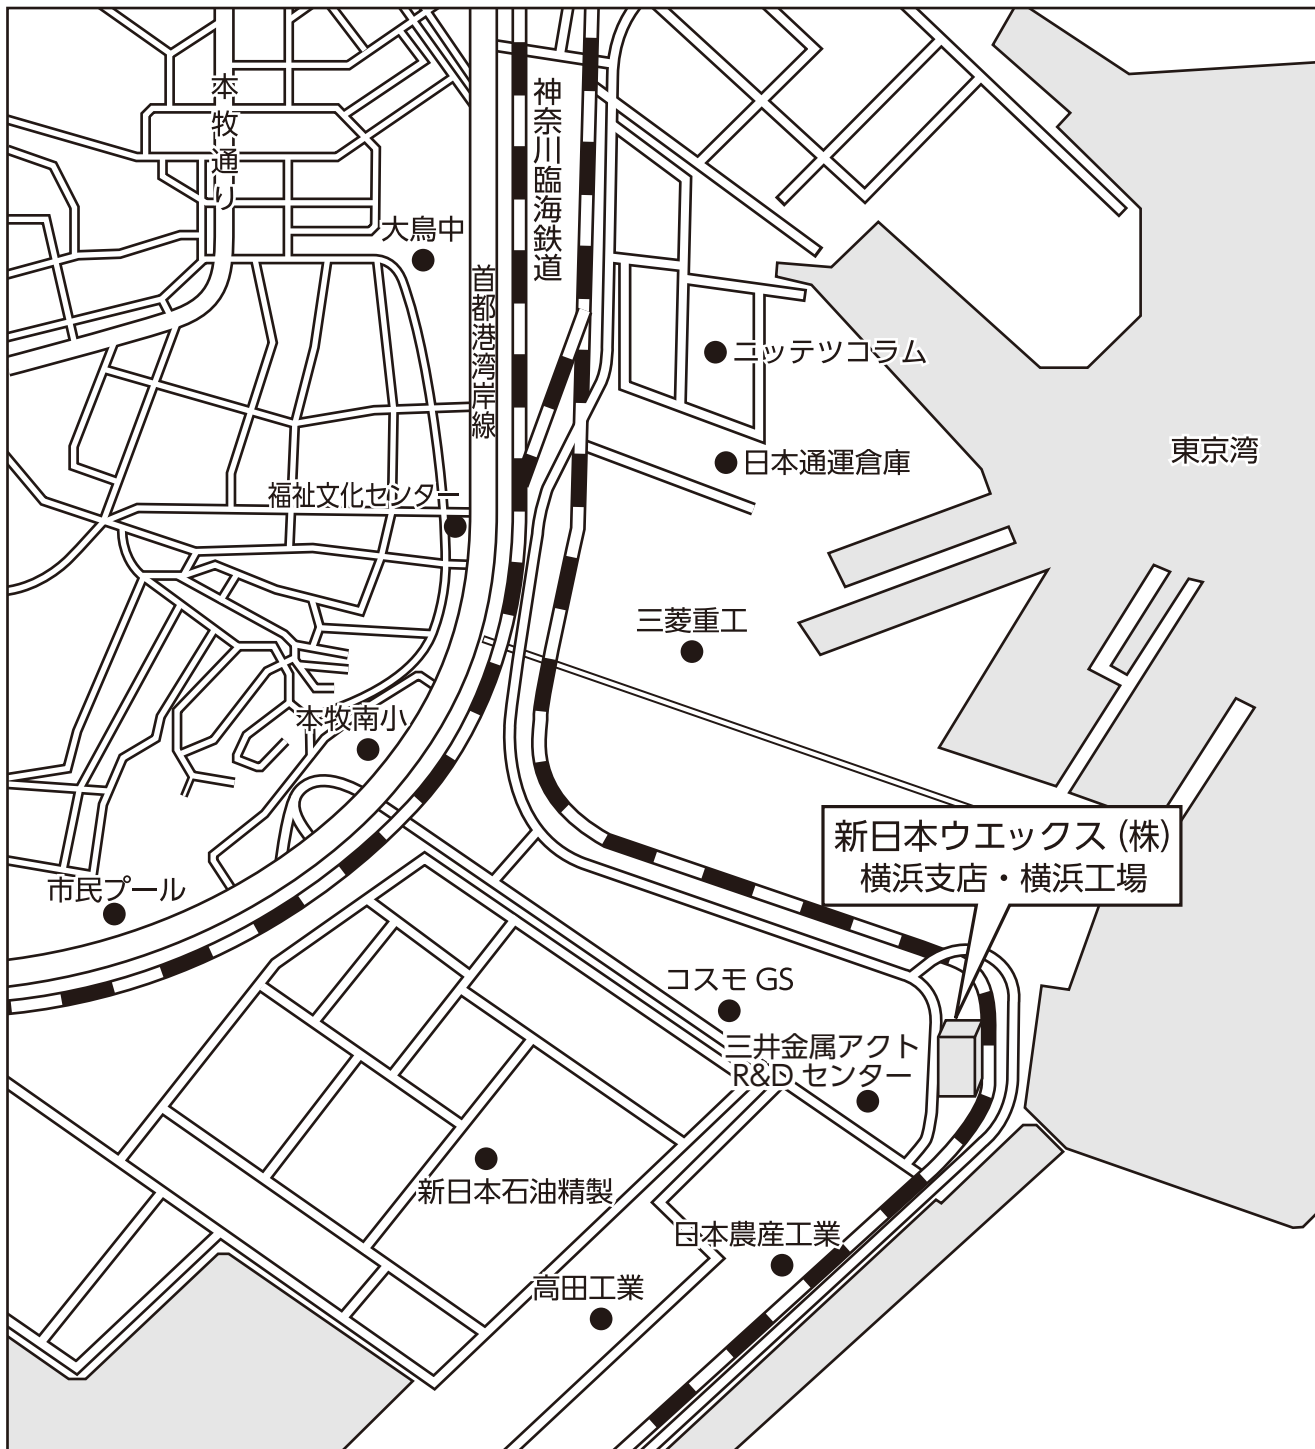 本牧通り
神奈川臨海鉄道
大鳥中
首都港湾岸線
ニッテツコラム
東京湾
日本通運倉庫
福祉文化センター
三菱重工
本牧南小
新日本ウエックス(株)
横浜支店・横浜工場
市民プール
コスモ GS
三井金属アクト
R&D センター
新日本石油精製
日本農産工業
高田工業